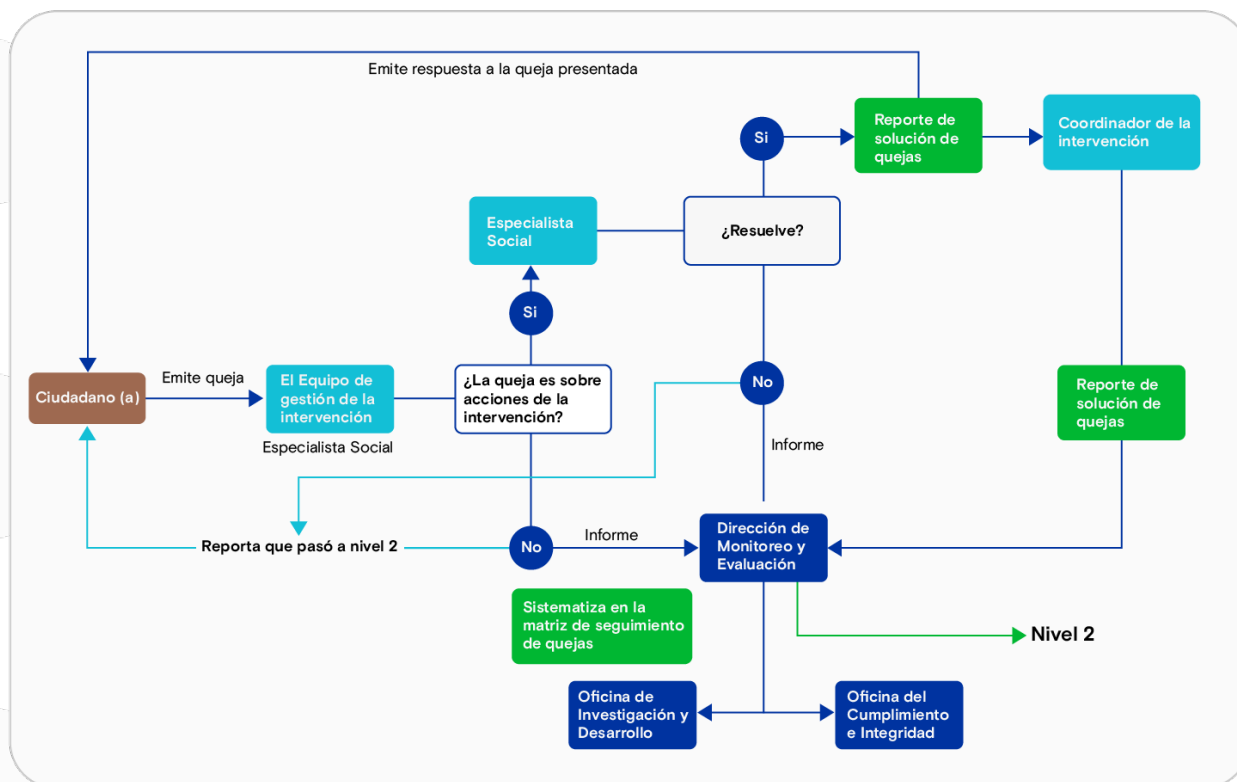 Emite respuesta a la queja presentada
Si
Reporte de
solución de
quejas
Coordinador de la
intervención
Especialista
Social
¿Resuelve?
Si
Ciudadano (a)
Emite queja
El Equipo de
gestión de la
intervención
Especialista Social
¿La queja es sobre
acciones de la
intervención?
No
Reporte de
solución de
quejas
Informe
Reporta que pasó a nivel 2
No
Informe
Dirección de
Monitoreo y
Evaluación
Sistematiza en la
matriz de seguimiento
de quejas
Nivel 2
Oficina de
Investigación y
Desarrollo
Oficina del
Cumplimiento
e Integridad